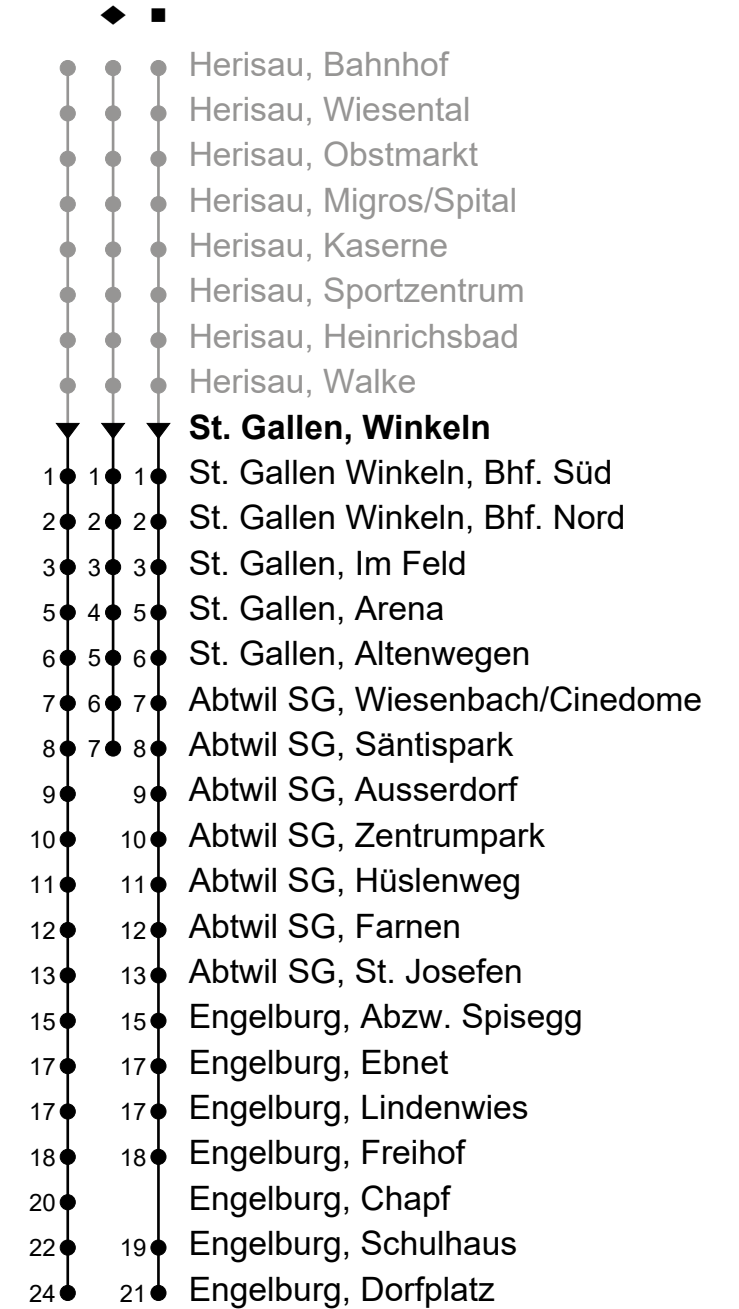 Herisau, Bahnhof
Herisau, Wiesental
Herisau, Obstmarkt
Herisau, Migros/Spital
Herisau, Kaserne
Herisau, Sportzentrum
Herisau, Heinrichsbad
Herisau, Walke
St. Gallen, Winkeln
1 1 1 St. Gallen Winkeln, Bhf. Süd
2 2 2 St. Gallen Winkeln, Bhf. Nord
3 3 3 St. Gallen, Im Feld
5 4 5 St. Gallen, Arena
6 5 6 St. Gallen, Altenwegen
7 6 7 Abtwil SG, Wiesenbach/Cinedome
8 7 8 Abtwil SG, Säntispark
9 9 Abtwil SG, Ausserdorf
10 10 Abtwil SG, Zentrumpark
11 11 Abtwil SG, Hüslenweg
12 12 Abtwil SG, Farnen
13 13 Abtwil SG, St. Josefen
15 15 Engelburg, Abzw. Spisegg
17 17 Engelburg, Ebnet
17 17 Engelburg, Lindenwies
18 18 Engelburg, Freihof
20 Engelburg, Chapf
22 19 Engelburg, Schulhaus
24 21 Engelburg, Dorfplatz